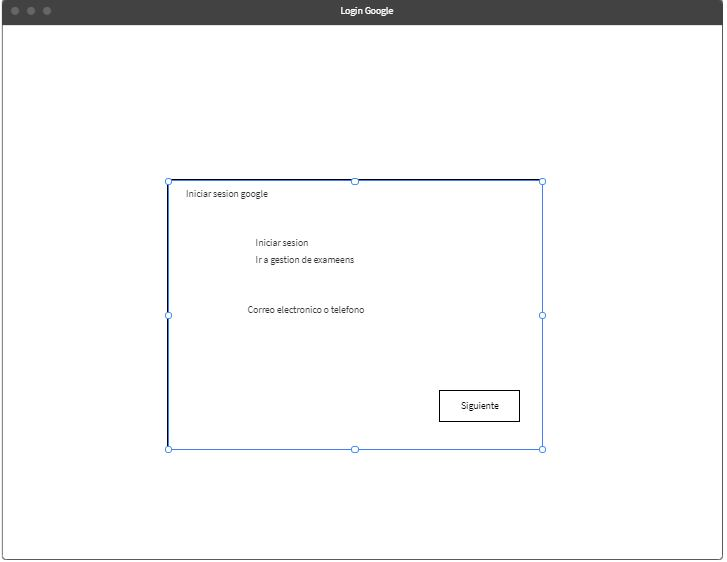 Login Google
Iniciar sesion google
Iniciar sesion
Ir a gestion de exameens
Correo electronico o telefono
Siguiente